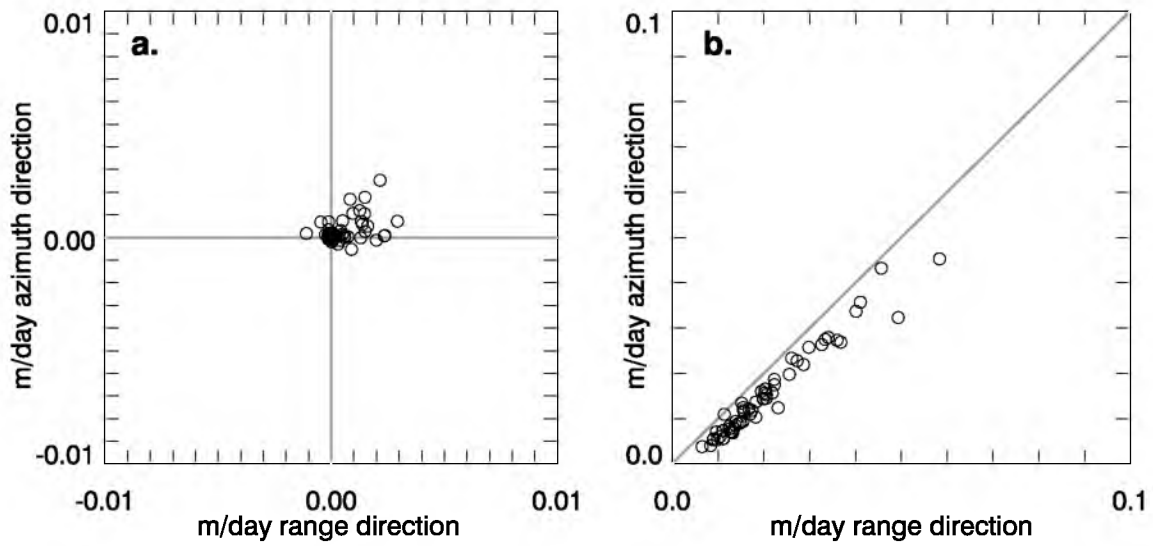 a.
0.01
0.00
-0.01
m/day azimuth direction
-0.01
0.00
0.01
m/day range direction
b.
0.1
0.0
m/day azimuth direction
0.0
0.1
m/day range direction